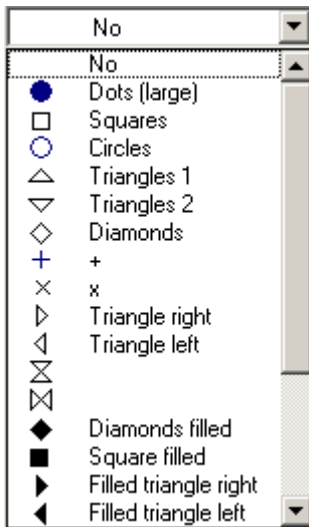 No
No
Dots (large)
Squares
Circles
Triangles 1
Triangles 2
Diamonds
+
x
Triangle right
Triangle left
Diamonds filled
Square filled
Filled triangle right
Filled triangle left